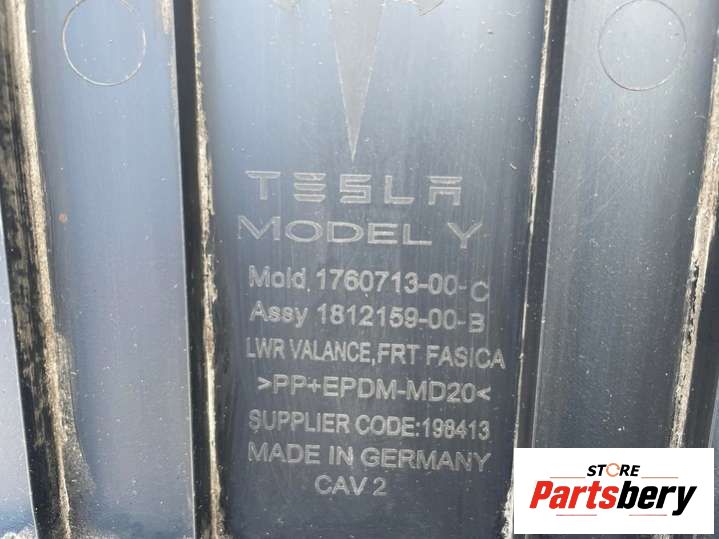 TESLA
MODEL Y
Mold 1760713-00-C
Assy 1812159-00-B
LWR VALANCE,FRT FASICA
>PP+EPDM-MD20<
SUPPLIER CODE:196413
MADE IN GERMANY
CAV 2
STORE
Partsbery